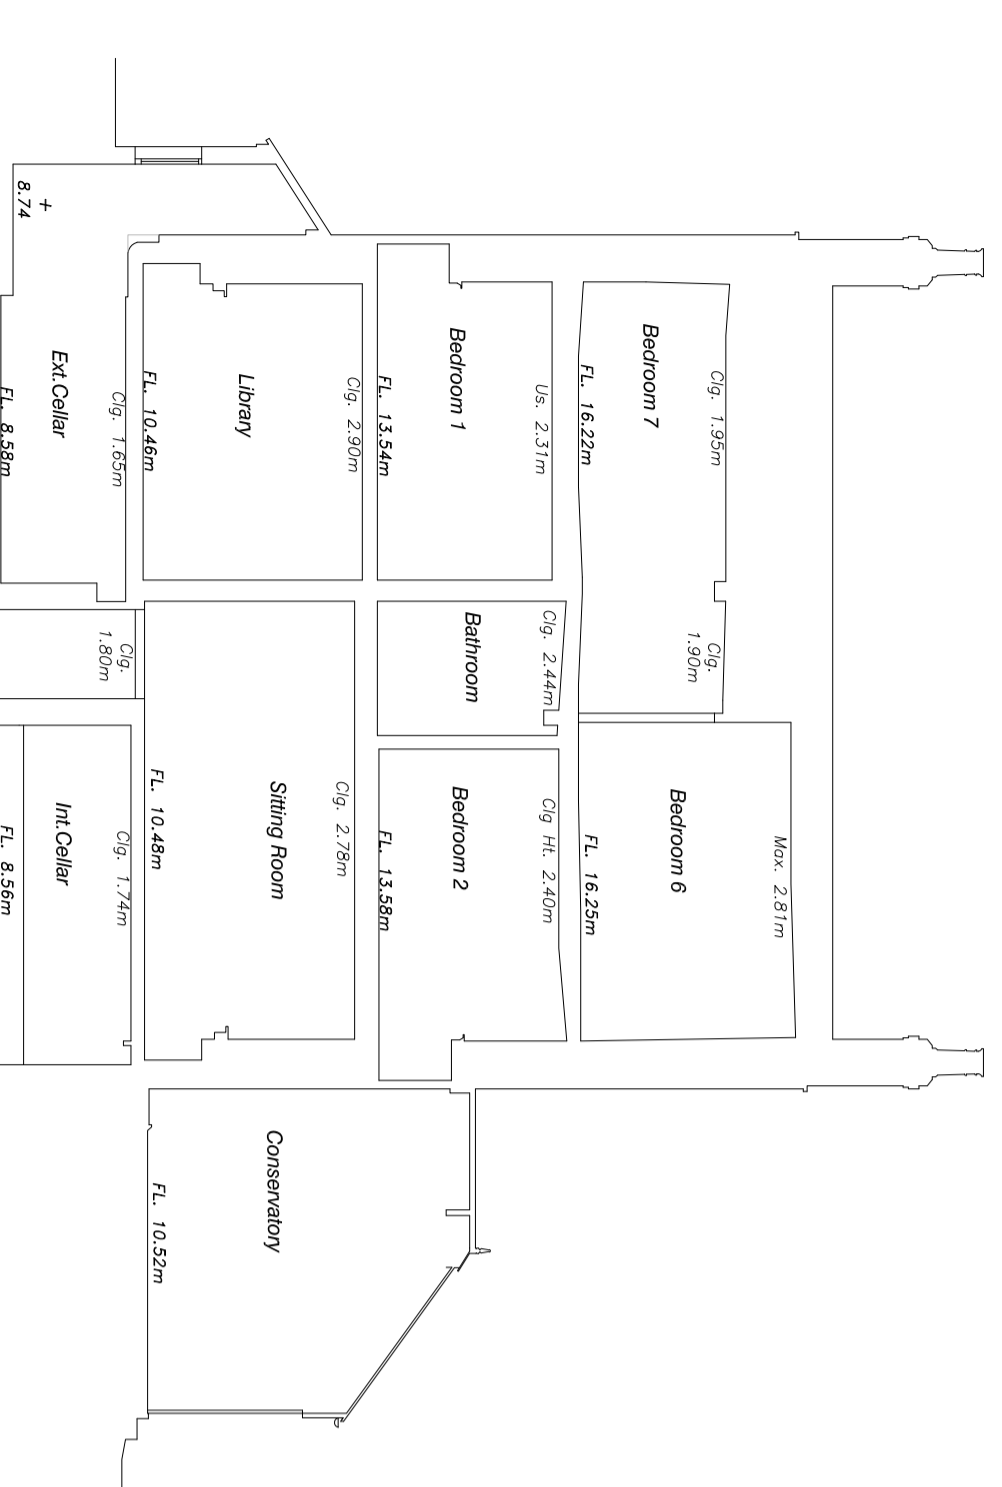 Clg. 1.95m
Bedroom 7
FL. 16.22m
Clg.
1.90m
Max. 2.81m
Bedroom 6
FL. 16.25m
Us. 2.31m
Bedroom 1
FL. 13.54m
Clg. 2.44m
Bathroom
Clg Ht. 2.40m
Bedroom 2
FL. 13.58m
Clg. 2.90m
Library
FL. 10.46m
Clg. 2.78m
Sitting Room
FL. 10.48m
Conservatory
FL. 10.52m
+
8.74
Clg. 1.65m
Ext.Cellar
FL. 8.58m
Clg.
1.80m
Clg. 1.74m
Int.Cellar
FL. 8.56m